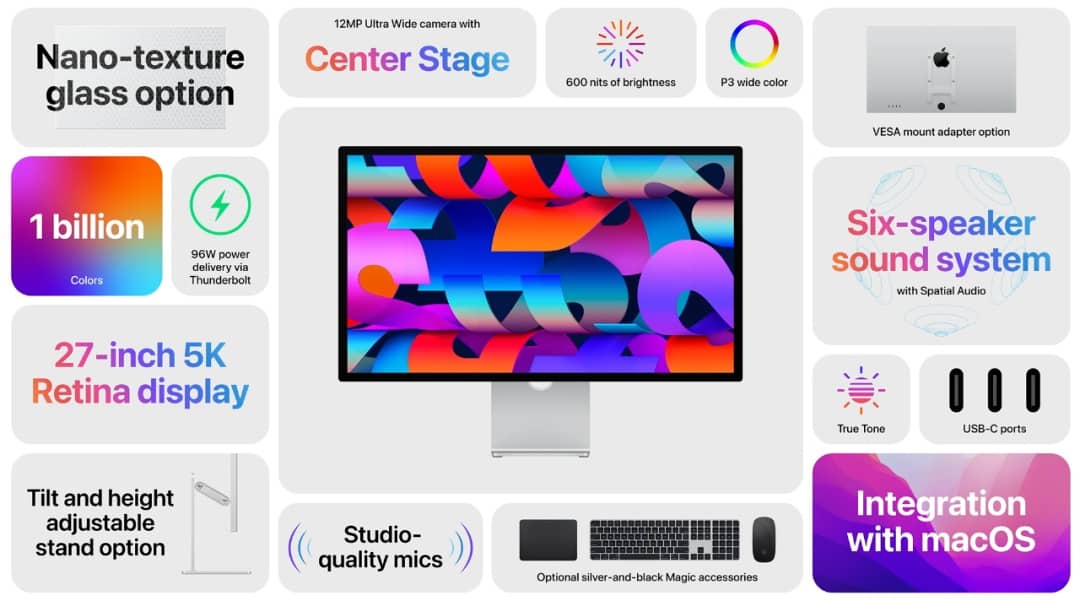 Nano-texture
glass option
12MP Ultra Wide camera with
Center Stage
600 nits of brightness
P3 wide color
VESA mount adapter option
1 billion
Colors
96W power
delivery via
Thunderbolt
Six-speaker
sound system
with Spatial Audio
27-inch 5K
Retina display
True Tone
USB-C ports
Tilt and height
adjustable
stand option
Studio-
quality mics
Optional silver-and-black Magic accessories
Integration
with macOS